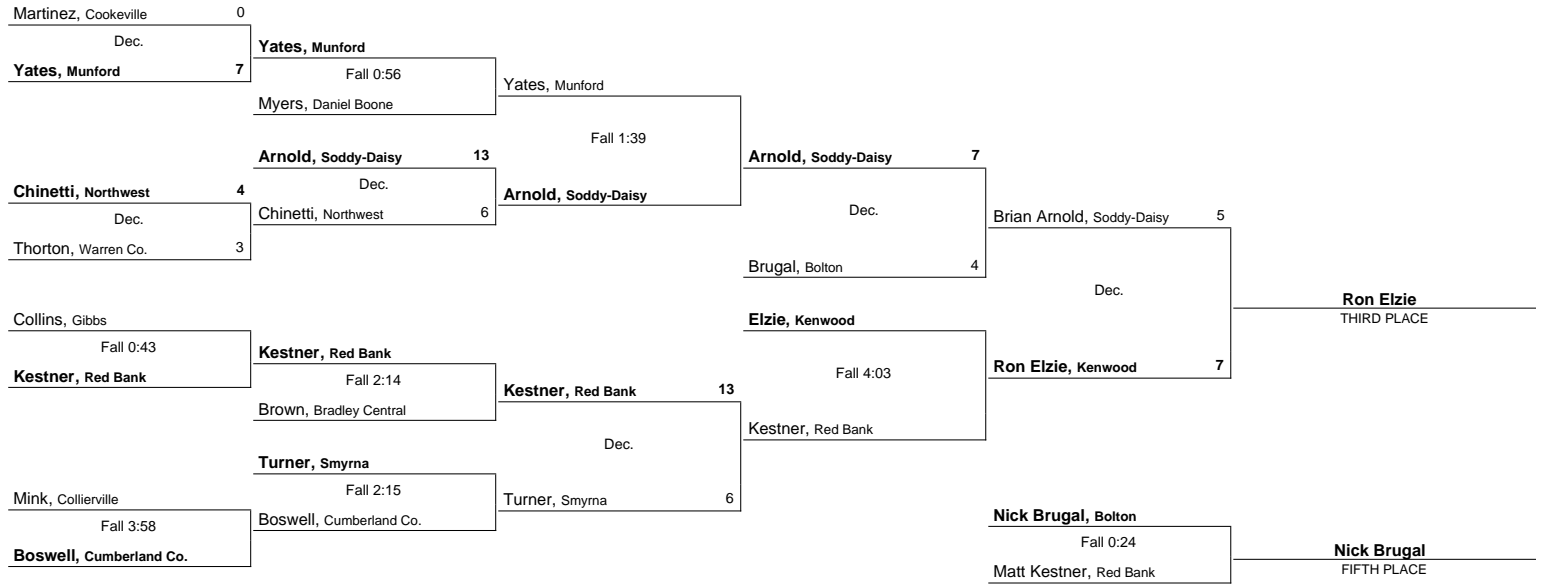 Martinez, Cookeville 0
Dec.
Yates, Munford 7
Chinetti, Northwest 4
Dec.
Thorton, Warren Co. 3
Collins, Gibbs
Fall 0:43
Kestner, Red Bank
Mink, Collierville
Fall 3:58
Boswell, Cumberland Co.
Yates, Munford
Fall 0:56
Myers, Daniel Boone
Arnold, Soddy-Daisy 13
Dec.
Chinetti, Northwest 6
Kestner, Red Bank
Fall 2:14
Brown, Bradley Central
Turner, Smyrna
Fall 2:15
Boswell, Cumberland Co.
Yates, Munford
Fall 1:39
Arnold, Soddy-Daisy
Kestner, Red Bank 13
Dec.
Turner, Smyrna 6
Arnold, Soddy-Daisy 7
Dec.
Brugal, Bolton 4
Elzie, Kenwood
Fall 4:03
Kestner, Red Bank
Brian Arnold, Soddy-Daisy 5
Dec.
Ron Elzie, Kenwood 7
Ron Elzie
THIRD PLACE
Nick Brugal, Bolton
Fall 0:24
Matt Kestner, Red Bank
Nick Brugal
FIFTH PLACE